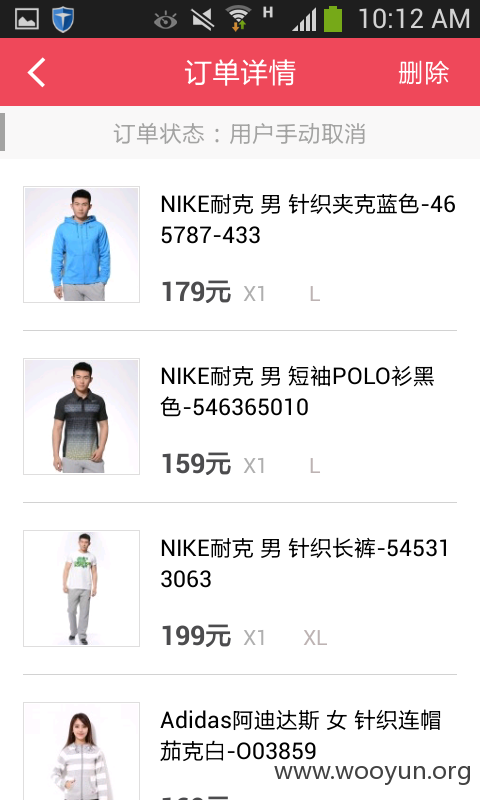 H 10:12 AM
订单详情 删除
订单状态：用户手动取消
NIKE耐克 男 针织夹克蓝色-46
5787-433
179元 X1 L
NIKE耐克 男 短袖POLO衫黑
色-546365010
159元 X1 L
NIKE耐克 男 针织长裤-54531
3063
199元 X1 XL
Adidas阿迪达斯 女 针织连帽
茄克白-O03859
www.wooyun.org